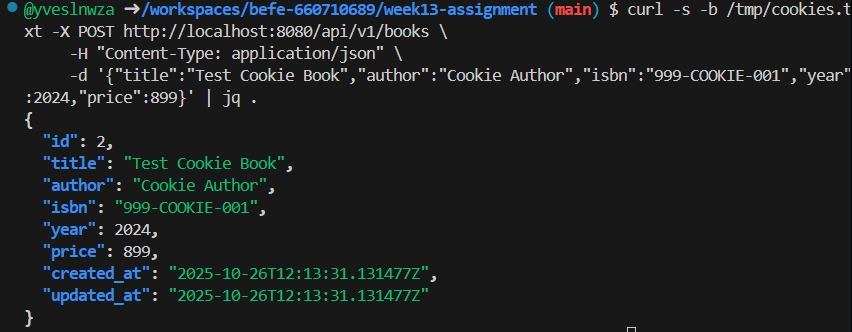 @yveslnwza ➜/workspaces/befe-660710689/week13-assignment (main) $ curl -s -b /tmp/cookies.t
xt -X POST http://localhost:8080/api/v1/books \
     -H "Content-Type: application/json" \
     -d '{"title":"Test Cookie Book","author":"Cookie Author","isbn":"999-COOKIE-001","year"
:2024,"price":899}' | jq .
{
  "id": 2,
  "title": "Test Cookie Book",
  "author": "Cookie Author",
  "isbn": "999-COOKIE-001",
  "year": 2024,
  "price": 899,
  "created_at": "2025-10-26T12:13:31.131477Z",
  "updated_at": "2025-10-26T12:13:31.131477Z"
}